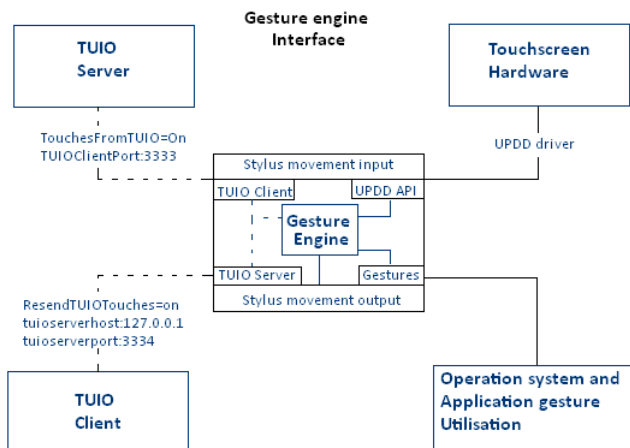 Gesture engine
Interface
TUIO
Server
Touchscreen
Hardware
TouchesFromTUIO=On
TUIOClientPort:3333
UPDD driver
Stylus movement input
TUIO Client
UPDD API
Gesture
Engine
TUIO Server
Gestures
Stylus movement output
ResendTUIOTouches=on
tuioserverhost:127.0.0.1
tuioserverport:3334
TUIO
Client
Operation system and
Application gesture
Utilisation